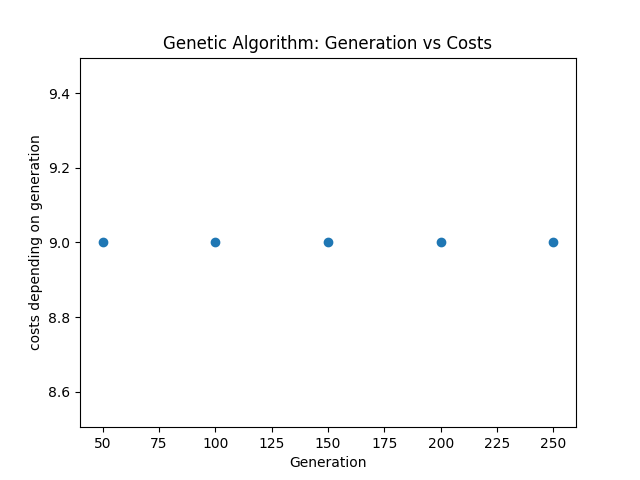 Genetic Algorithm: Generation vs Costs
costs depending on generation
9.4
9.2
9.0
8.8
8.6
50 75 100 125 150 175 200 225 250
Generation